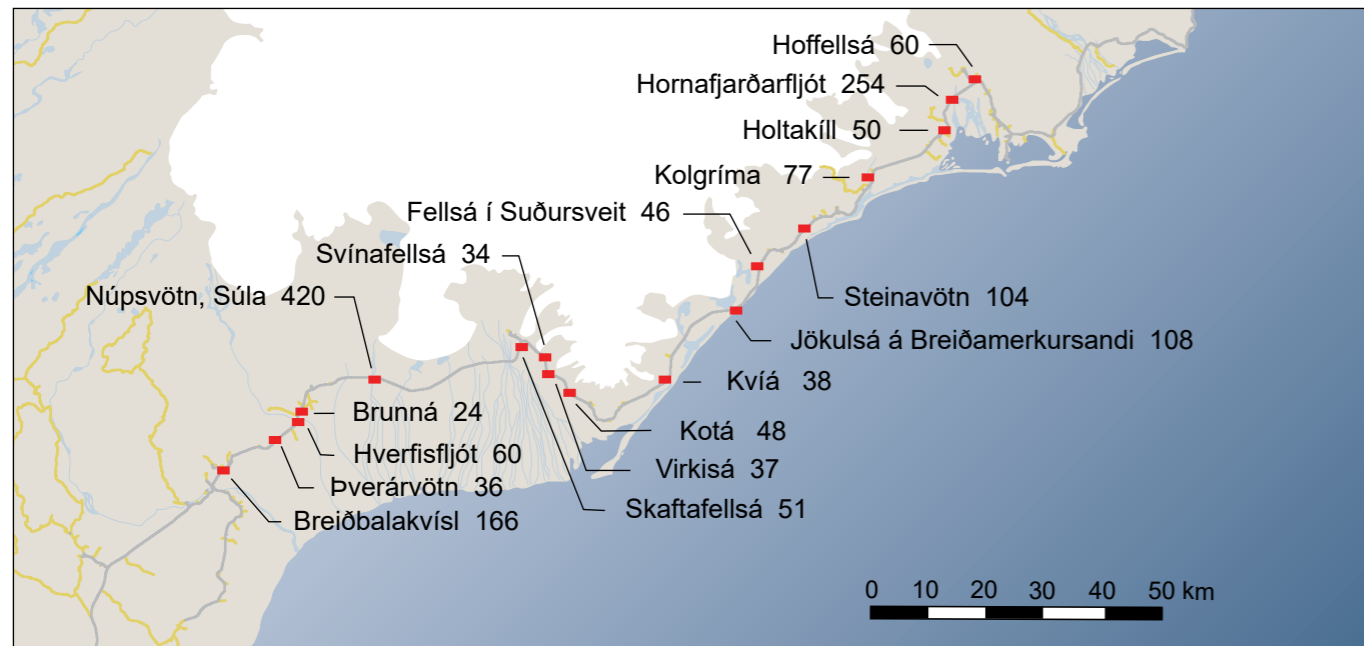 Hoffellsá 60
Hornafjarðarfljót 254
Holtakíll 50
Kolgríma 77
Fellsá í Suðursveit 46
Svínafellsá 34
Núpsvötn, Súla 420
Steinavötn 104
Jökulsá á Breiðamerkursandi 108
Kvíá 38
Brunná 24
Kotá 48
Hverfisfljót 60
Virkisá 37
Þverárvötn 36
Skaftafellsá 51
Breiðbalakvísl 166
0 10 20 30 40 50 km